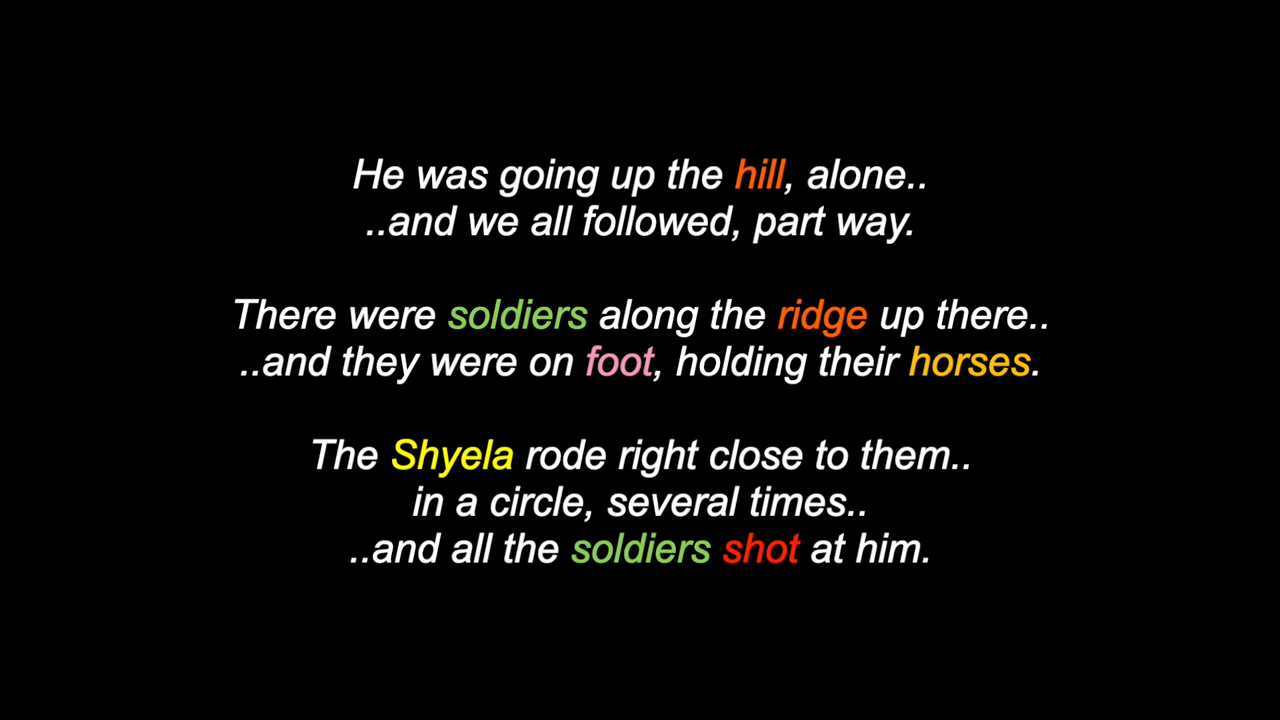 He was going up the hill, alone..
..and we all followed, part way.
There were soldiers along the ridge up there..
..and they were on foot, holding their horses.
The Shyela rode right close to them..
in a circle, several times..
..and all the soldiers shot at him.